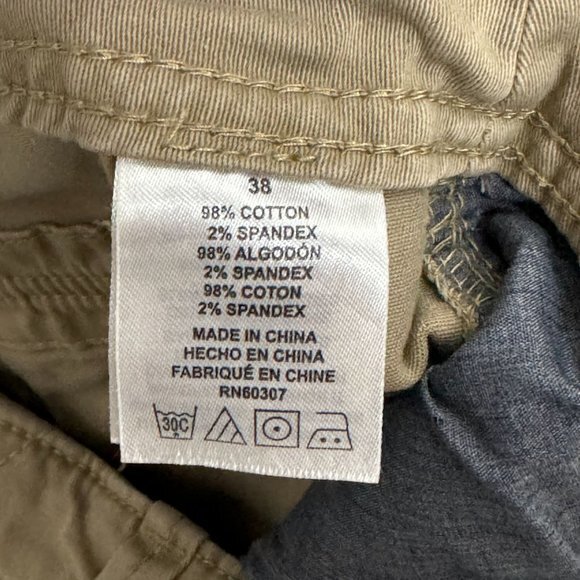 38
98% COTTON
2% SPANDEX
98% ALGODÓN
2% SPANDEX
98% COTON
2% SPANDEX
MADE IN CHINA
HECHO EN CHINA
FABRIQUÉ EN CHINE
RN60307
30C